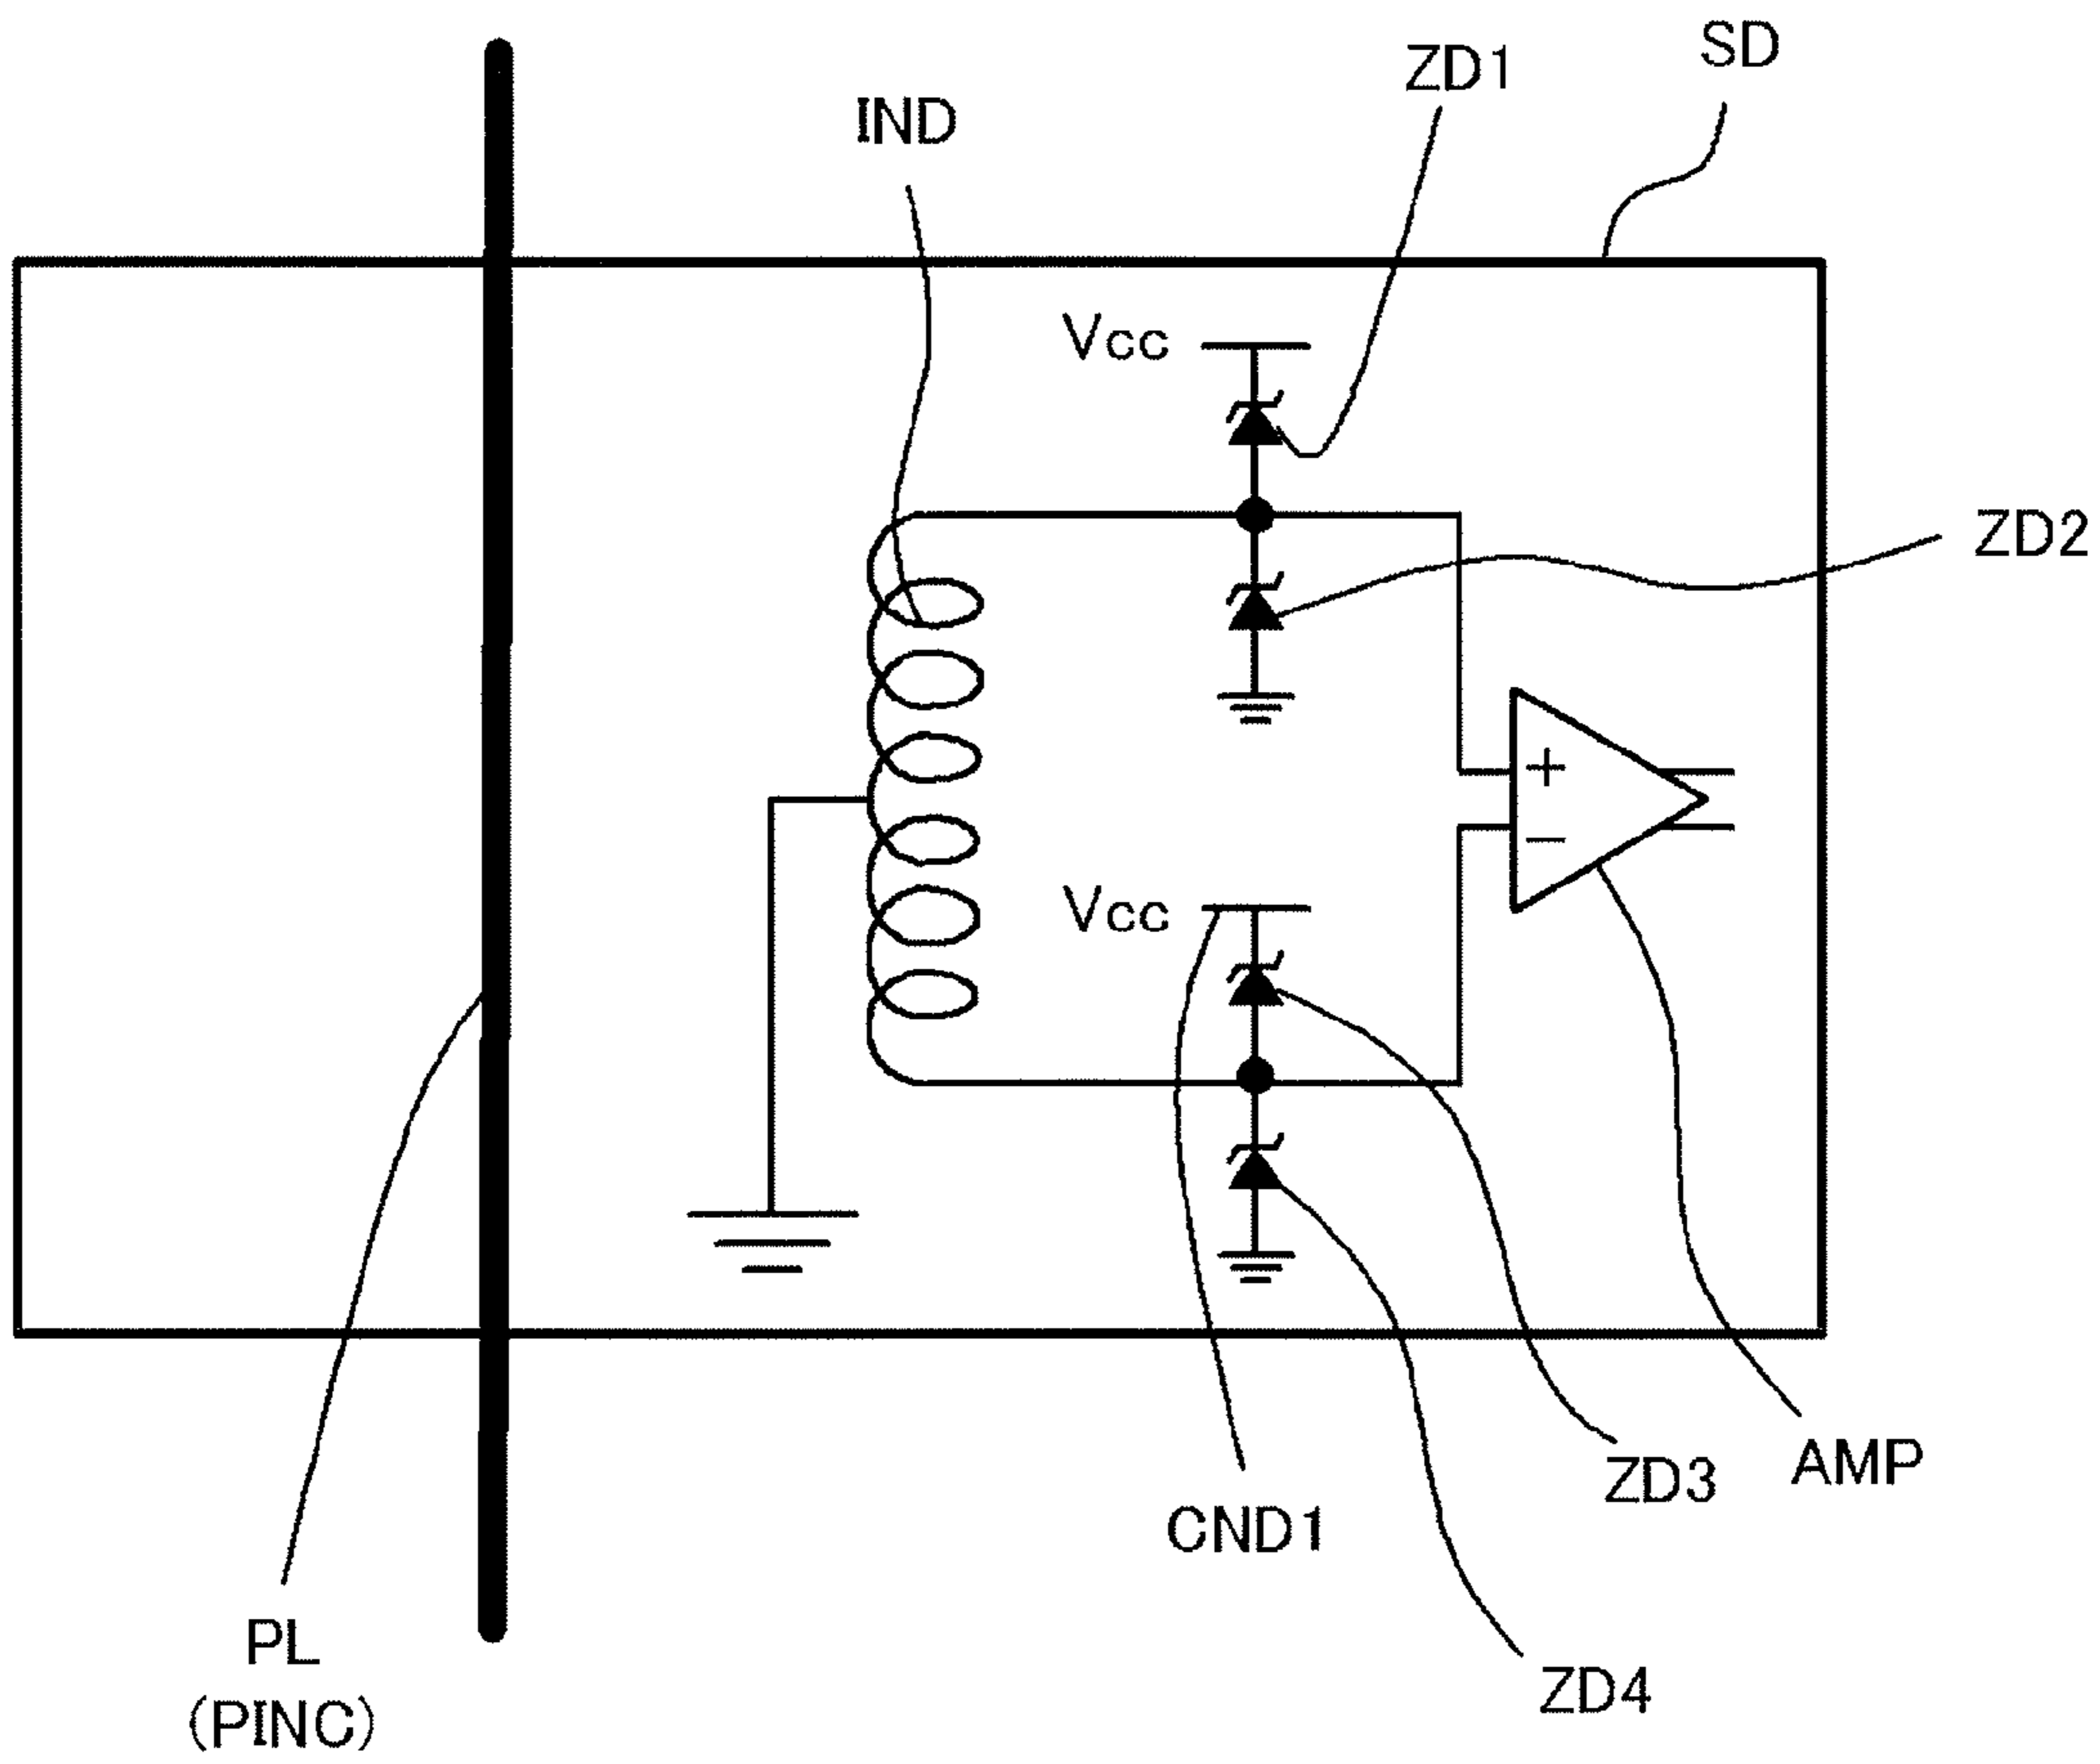 SD
ZD1
IND
Vcc
ZD2
+
−
Vcc
AMP
ZD3
CND1
PL
(PINC)
ZD4